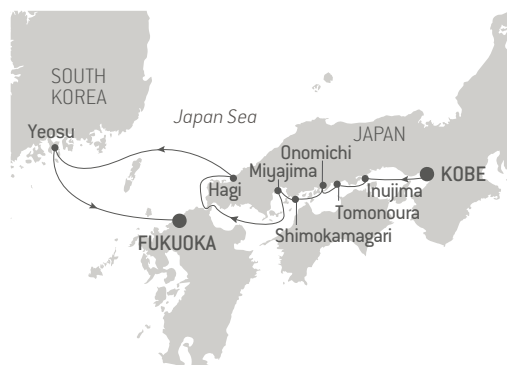 SOUTH
KOREA
Yeosu
Japan Sea
JAPAN
Onomichi
Miyajima
KOBE
Hagi
Inujima
Tomonoura
Shimokamagari
FUKUOKA